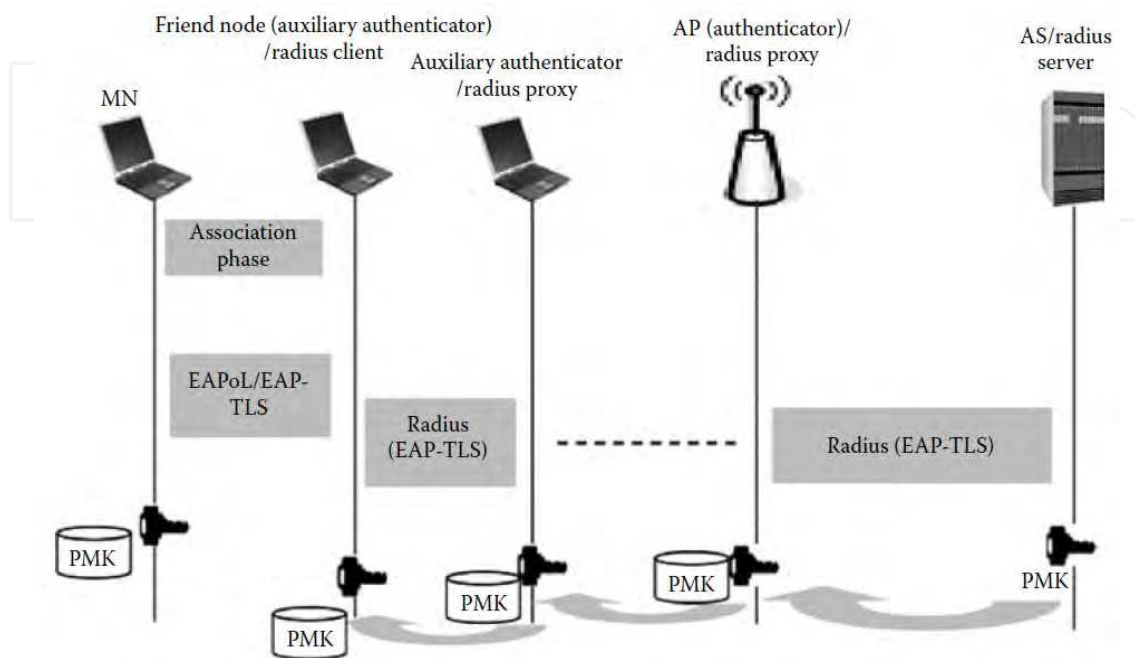 Friend node (auxiliary authenticator)
/radius client
AP (authenticator)/
radius proxy
AS/radius
server
Auxiliary authenticator
/radius proxy
MN
Association
phase
EAPoL/EAP-
TLS
Radius
(EAP-TLS)
Radius (EAP-TLS)
PMK
PMK
PMK
PMK
PMK